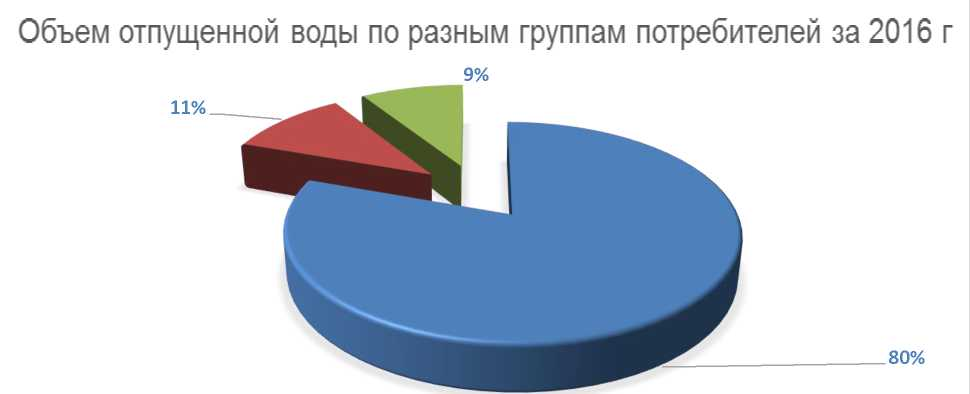 Объем отпущенной воды по разным группам потребителей за 2016 г
9%
11%
80%